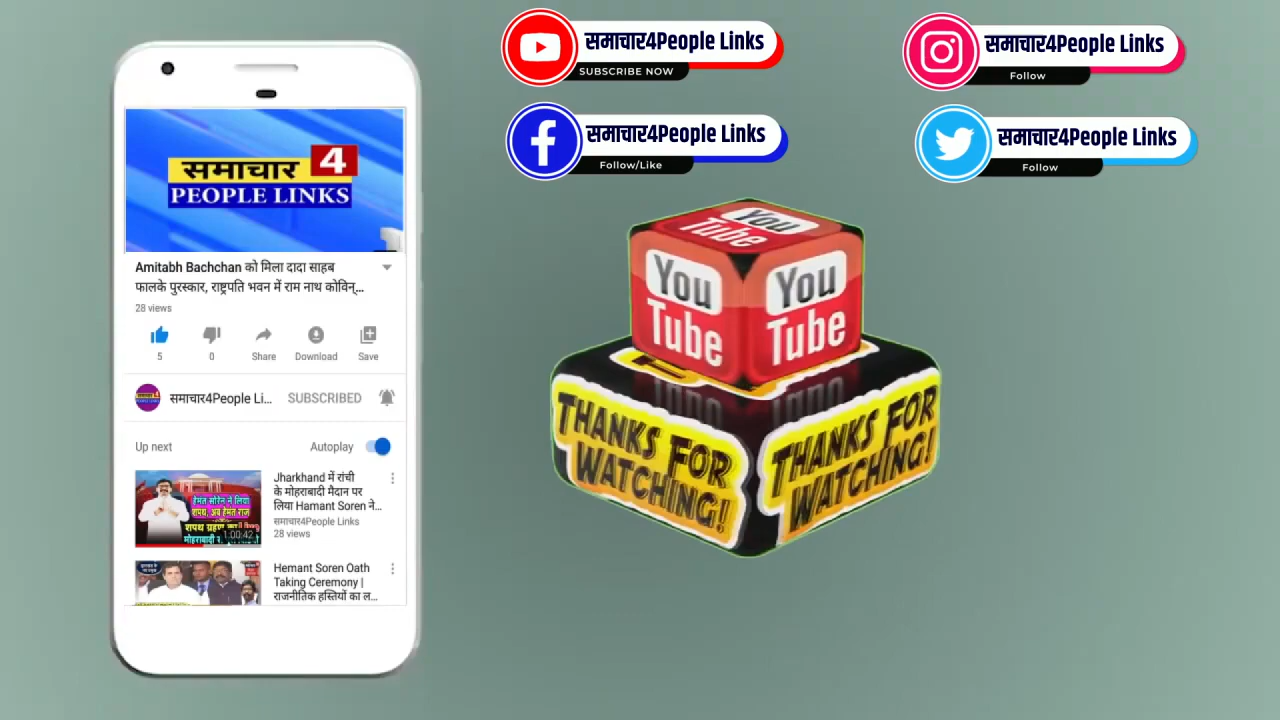 समाचार 4
PEOPLE LINKS
Amitabh Bachchan को मिला दादा साहब
फालके पुरस्कार, राष्ट्रपति भवन में राम नाथ कोविन्...
28 views
5
0
Share
Download
Save
समाचार4People Li...
SUBSCRIBED
Up next
Autoplay
Jharkhand में रांची
के मोहराबादी मैदान पर
लिया Hamant Soren ने...
समाचार4People Links
28 views
हेमंत सोरेन ने लिया
शपथ, अब हेमंत राज
1:00:42
Hemant Soren Oath
Taking Ceremony |
राजनीतिक हस्तियों का ल...
समाचार4People Links
SUBSCRIBE NOW
समाचार4People Links
Follow
समाचार4People Links
Follow/Like
समाचार4People Links
Follow
You
Tube
You
Tube
You
Tube
THANKS FOR
WATCHING!
THANKS FOR
WATCHING!